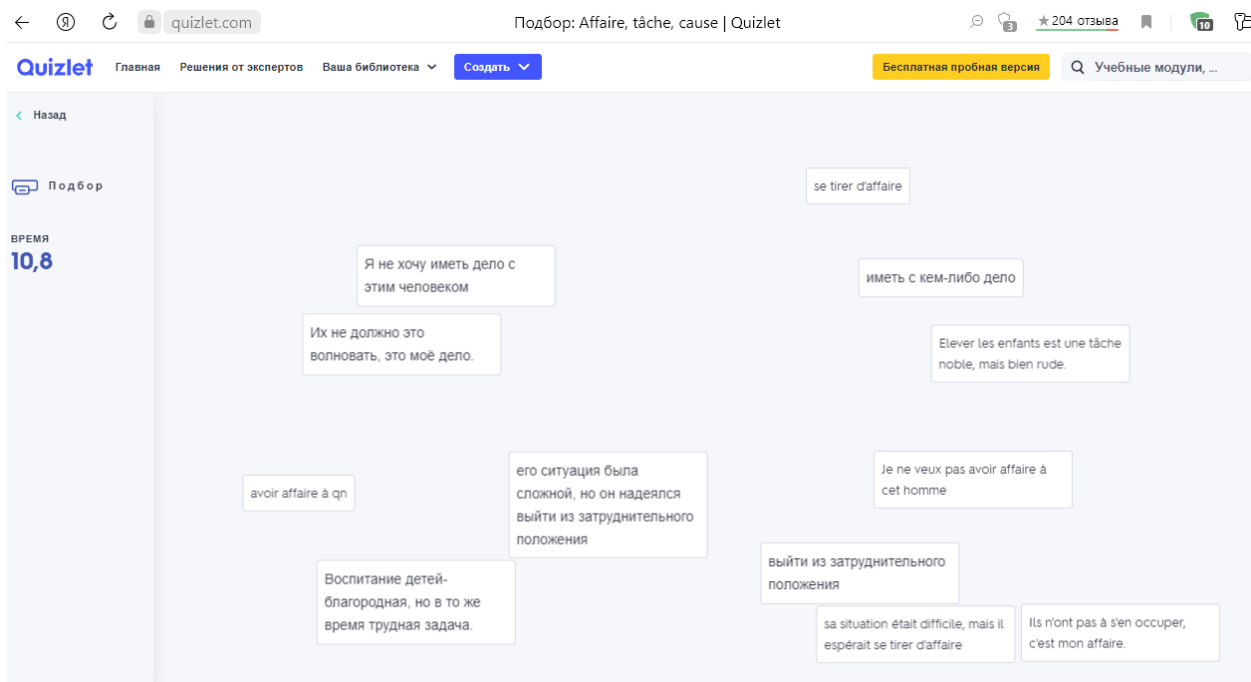 quizlet.com
Подбор: Affaire, tâche, cause | Quizlet
3
★ 204 отзыва
10
Quizlet
Главная
Решения от экспертов
Ваша библиотека
Создать
Бесплатная пробная версия
Учебные модули, ...
Назад
Подбор
ВРЕМЯ
10,8
se tirer d'affaire
Я не хочу иметь дело с
этим человеком
иметь с кем-либо дело
Их не должно это
волновать, это моё дело.
Elever les enfants est une tâche
noble, mais bien rude.
avoir affaire à qn
его ситуация была
сложной, но он надеялся
выйти из затруднительного
положения
Je ne veux pas avoir affaire à
cet homme
Воспитание детей-
благородная, но в то же
время трудная задача.
выйти из затруднительного
положения
sa situation était difficile, mais il
espérait se tirer d'affaire
Ils n'ont pas à s'en occuper,
c'est mon affaire.